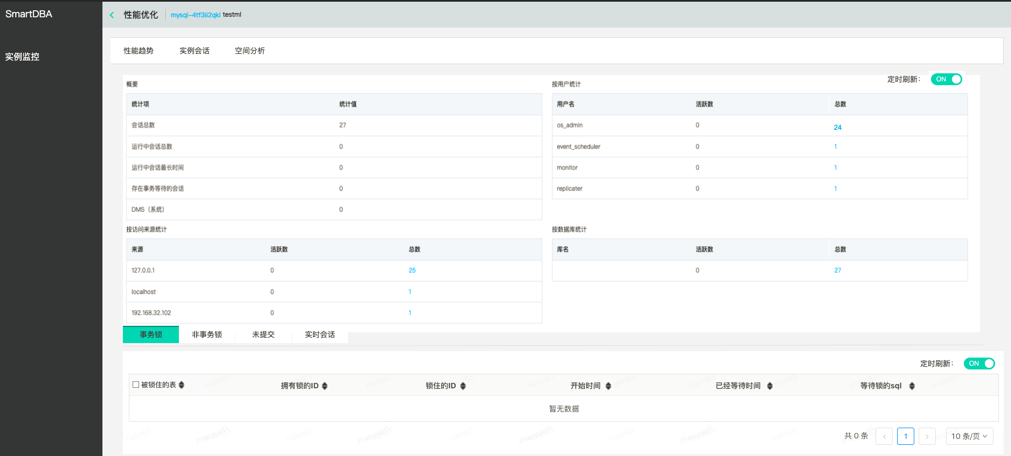 SmartDBA
实例监控
性能优化 testml
性能趋势 实例会话 空间分析
定时刷新： ON
概要
统计项 统计值
会话总数 27
运行中会话总数 0
运行中会话最长时间 0
存在事务等待的会话 0
DMS（系统） 0
按用户统计
用户名 活跃数 总数
os_admin 0 24
event_scheduler 0 1
monitor 0 1
replicater 0 1
按访问来源统计
来源 活跃数 总数
127.0.0.1 0 25
localhost 0 1
192.168.32.102 0 1
按数据库统计
库名 活跃数 总数
0 27
事务锁 非事务锁 未提交 实时会话
定时刷新： ON
被锁住的表 拥有锁的ID 锁住的ID 开始时间 已经等待时间 等待锁的sql
暂无数据
共 0 条 < 1 > 10 条/页